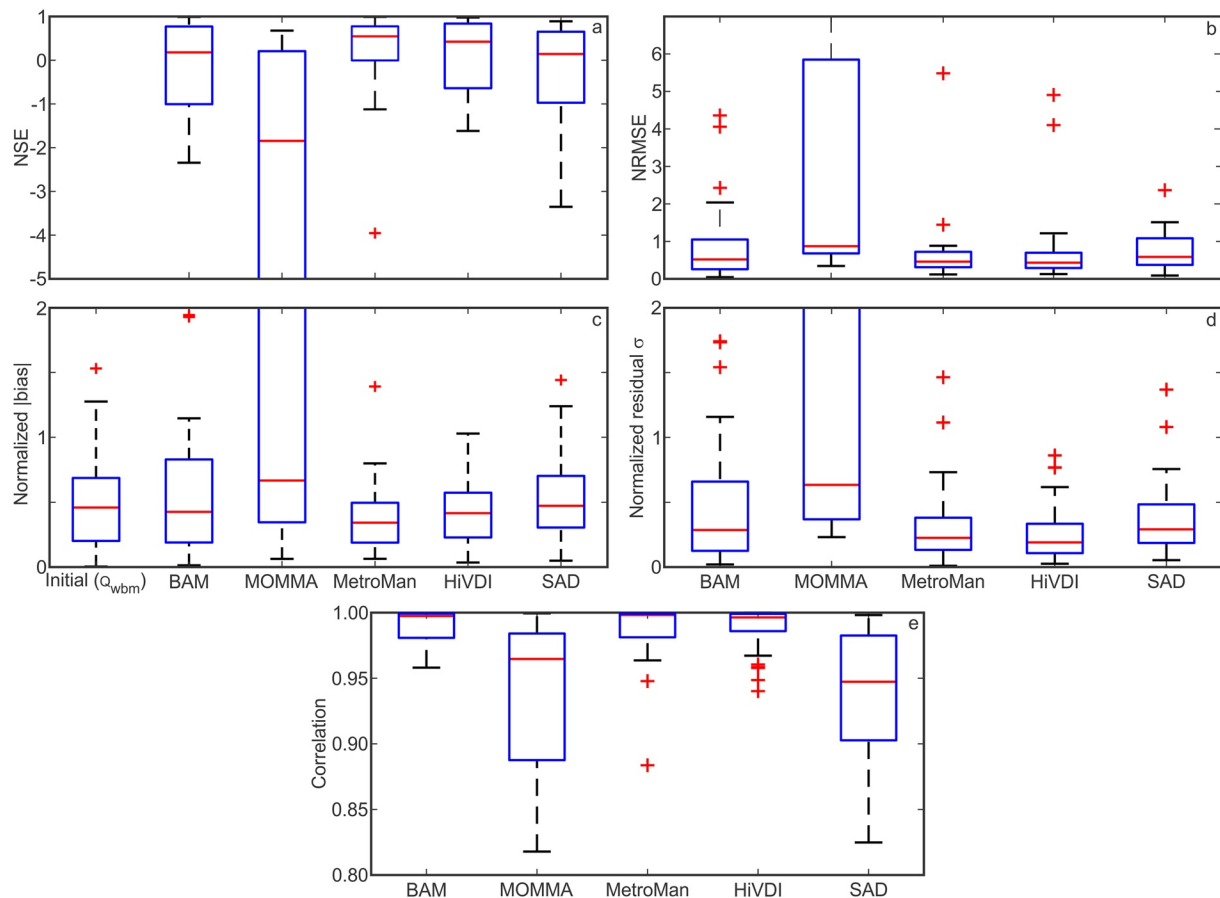 a
NSE
1
0
-1
-2
-3
-4
-5
b
NRMSE
6
5
4
3
2
1
0
c
Normalized |bias|
2
1
0
Initial (Qwbm) BAM MOMMA MetroMan HiVDI SAD
d
Normalized residual σ
2
1
0
BAM MOMMA MetroMan HiVDI SAD
e
Correlation
1.00
0.95
0.90
0.85
0.80
BAM MOMMA MetroMan HiVDI SAD